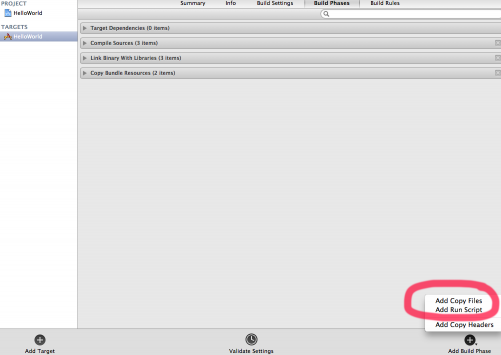 PROJECT
HelloWorld
TARGETS
HelloWorld
Summary Info Build Settings Build Phases Build Rules
Target Dependencies (0 items)
Compile Sources (3 items)
Link Binary With Libraries (3 items)
Copy Bundle Resources (2 items)
Add Copy Files
Add Run Script
Add Copy Headers
Add Target Validate Settings Add Build Phase